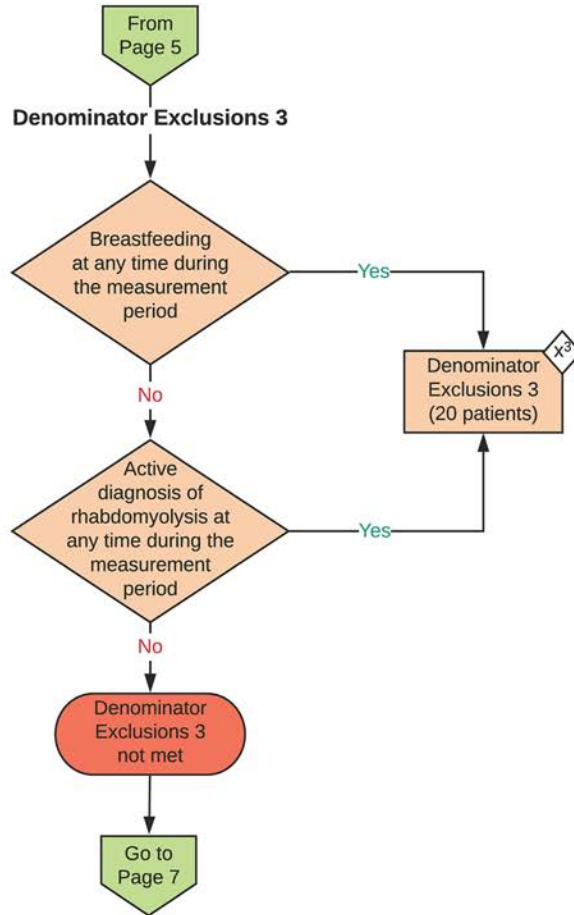 From
Page 5
Denominator Exclusions 3
Breastfeeding
at any time during
the measurement
period
Yes
x³
Denominator
Exclusions 3
(20 patients)
No
Active
diagnosis of
rhabdomyolysis at
any time during the
measurement
period
Yes
No
Denominator
Exclusions 3
not met
Go to
Page 7